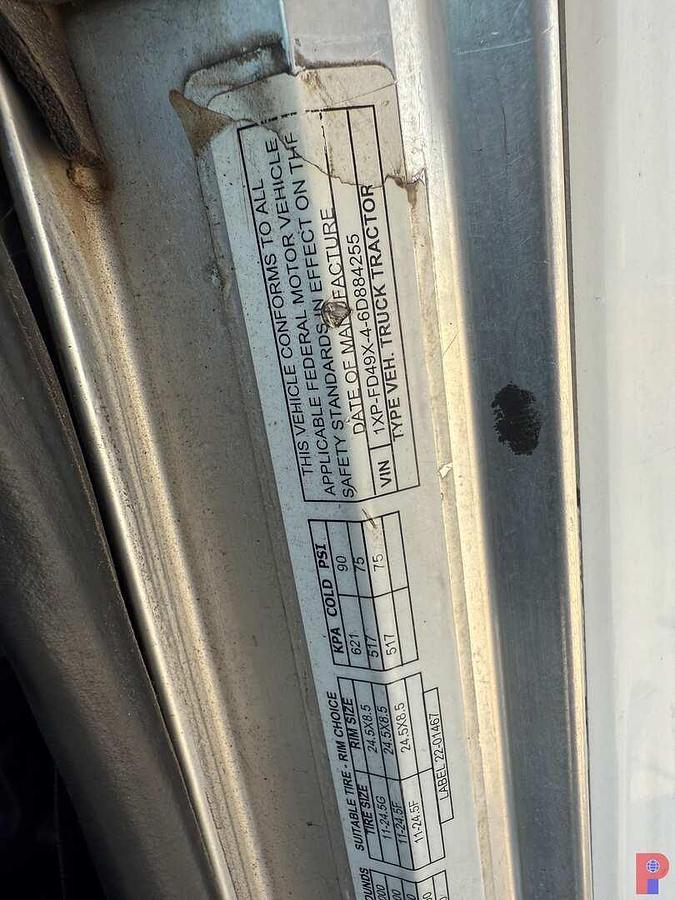 THIS VEHICLE CONFORMS TO ALL
APPLICABLE FEDERAL MOTOR VEHICLE
SAFETY STANDARDS IN EFFECT ON THE
DATE OF MANUFACTURE
VIN 1XP-FD49X-4-6D884255
TYPE VEH. TRUCK TRACTOR
SUITABLE TIRE - RIM CHOICE
TIRE SIZE RIM SIZE KPA COLD PSI
11-24.5G 24.5X8.5 621 90
11-24.5F 24.5X8.5 517 75
11-24.5F 24.5X8.5 517 75
LABEL 22-01467